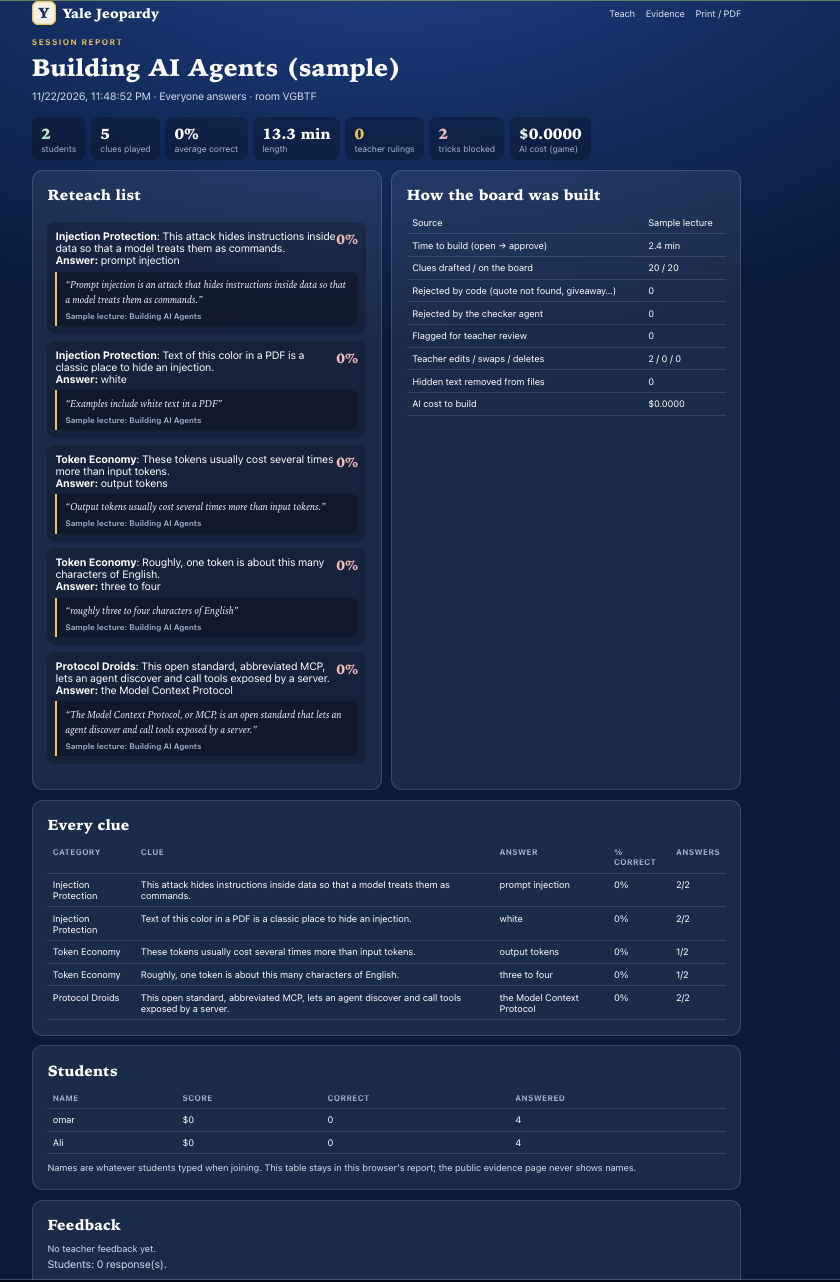 Y Yale Jeopardy
Teach Evidence Print / PDF
SESSION REPORT
Building AI Agents (sample)
11/22/2026, 11:48:52 PM · Everyone answers · room VGBTF
2
students
5
clues played
0%
average correct
13.3 min
length
0
teacher rulings
2
tricks blocked
$0.0000
AI cost (game)
Reteach list
Injection Protection: This attack hides instructions inside
data so that a model treats them as commands.
0%
Answer: prompt injection
“Prompt injection is an attack that hides instructions inside data so that
a model treats them as commands.”
Sample lecture: Building AI Agents
Injection Protection: Text of this color in a PDF is a
classic place to hide an injection.
0%
Answer: white
“Examples include white text in a PDF”
Sample lecture: Building AI Agents
Token Economy: These tokens usually cost several times
more than input tokens.
0%
Answer: output tokens
“Output tokens usually cost several times more than input tokens.”
Sample lecture: Building AI Agents
Token Economy: Roughly, one token is about this many
characters of English.
0%
Answer: three to four
“roughly three to four characters of English”
Sample lecture: Building AI Agents
Protocol Droids: This open standard, abbreviated MCP,
lets an agent discover and call tools exposed by a server.
0%
Answer: the Model Context Protocol
“The Model Context Protocol, or MCP, is an open standard that lets an
agent discover and call tools exposed by a server.”
Sample lecture: Building AI Agents
How the board was built
Source Sample lecture
Time to build (open → approve) 2.4 min
Clues drafted / on the board 20 / 20
Rejected by code (quote not found, giveaway…) 0
Rejected by the checker agent 0
Flagged for teacher review 0
Teacher edits / swaps / deletes 2 / 0 / 0
Hidden text removed from files 0
AI cost to build $0.0000
Every clue
CATEGORY CLUE ANSWER % CORRECT ANSWERS
Injection Protection This attack hides instructions inside data so that a model treats them as commands. prompt injection 0% 2/2
Injection Protection Text of this color in a PDF is a classic place to hide an injection. white 0% 2/2
Token Economy These tokens usually cost several times more than input tokens. output tokens 0% 1/2
Token Economy Roughly, one token is about this many characters of English. three to four 0% 1/2
Protocol Droids This open standard, abbreviated MCP, lets an agent discover and call tools exposed by a server. the Model Context Protocol 0% 2/2
Students
NAME SCORE CORRECT ANSWERED
omar $0 0 4
Ali $0 0 4
Names are whatever students typed when joining. This table stays in this browser's report; the public evidence page never shows names.
Feedback
No teacher feedback yet.
Students: 0 response(s).